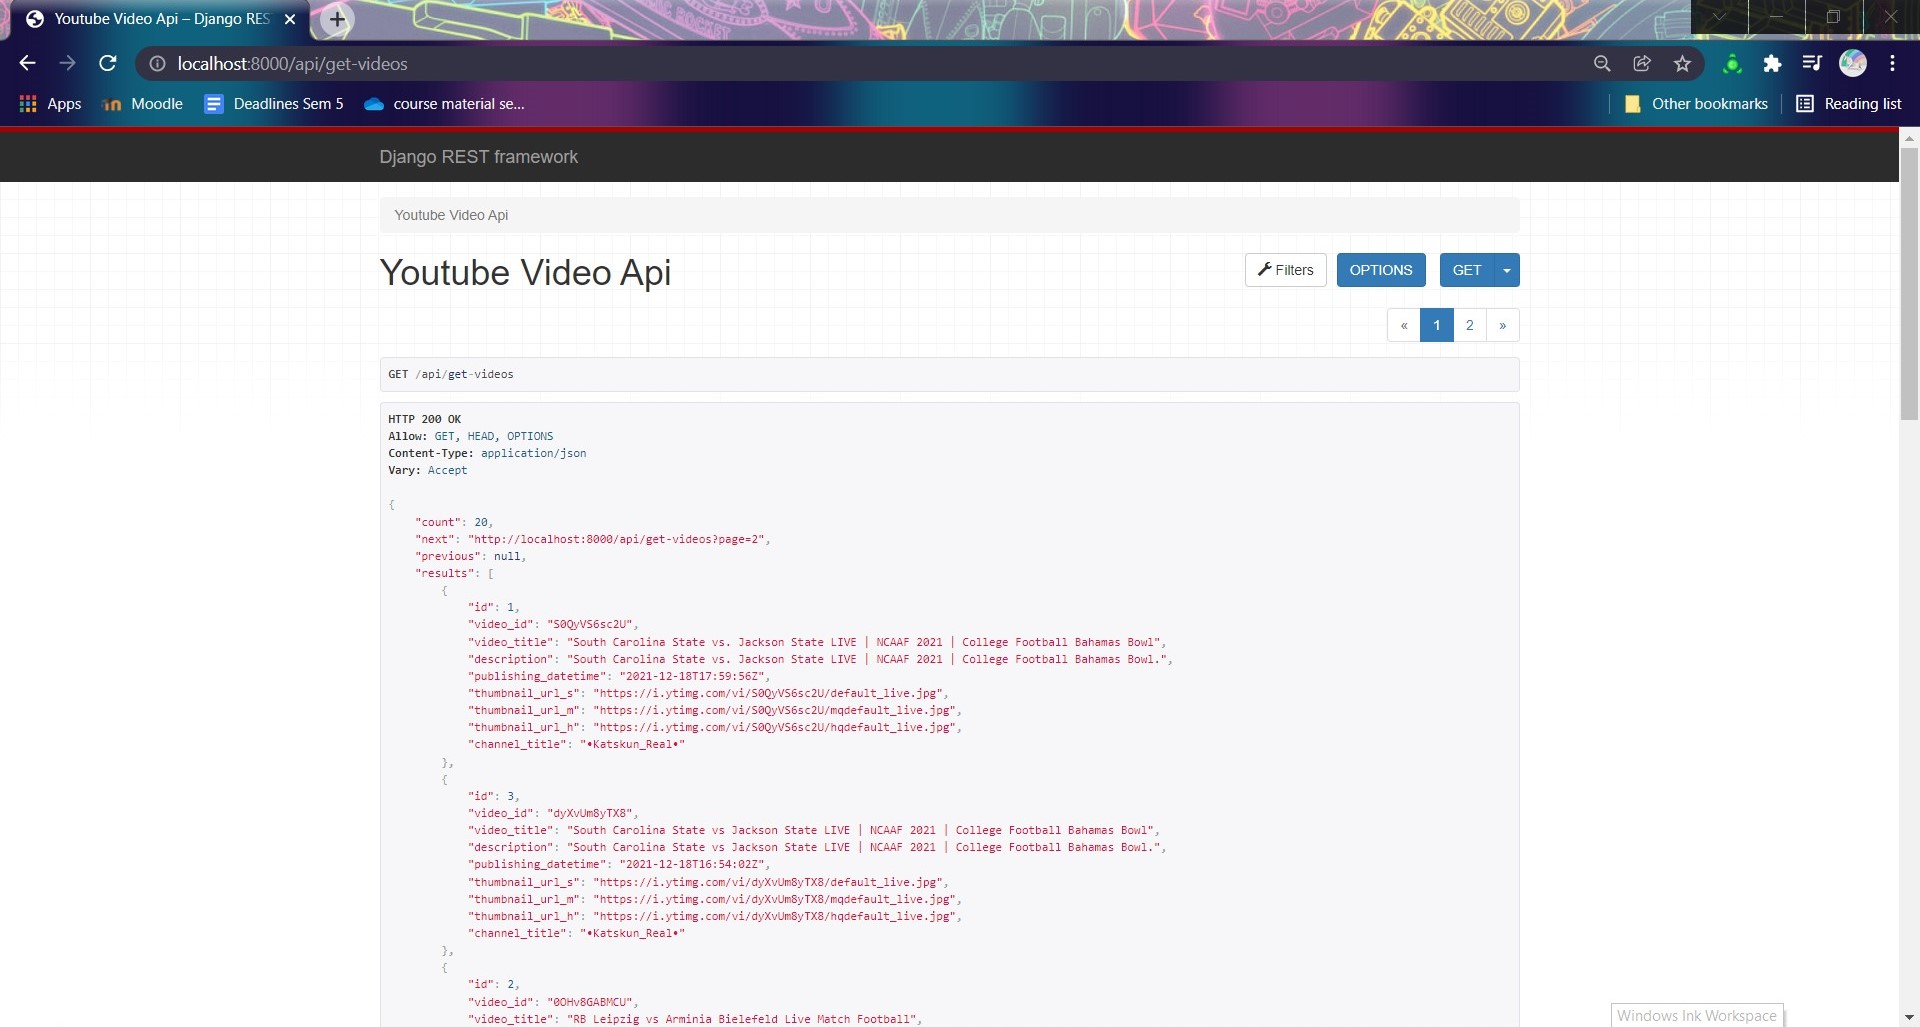 Youtube Video Api – Django RES
localhost:8000/api/get-videos
Apps
Moodle
Deadlines Sem 5
course material se...
Other bookmarks
Reading list
Django REST framework
Youtube Video Api
Youtube Video Api
Filters
OPTIONS
GET
« 1 2 »
GET /api/get-videos
HTTP 200 OK
Allow: GET, HEAD, OPTIONS
Content-Type: application/json
Vary: Accept
{
"count": 20,
"next": "http://localhost:8000/api/get-videos?page=2",
"previous": null,
"results": [
{
"id": 1,
"video_id": "S0QyVS6sc2U",
"video_title": "South Carolina State vs. Jackson State LIVE | NCAAF 2021 | College Football Bahamas Bowl",
"description": "South Carolina State vs. Jackson State LIVE | NCAAF 2021 | College Football Bahamas Bowl.",
"publishing_datetime": "2021-12-18T17:59:56Z",
"thumbnail_url_s": "https://i.ytimg.com/vi/S0QyVS6sc2U/default_live.jpg",
"thumbnail_url_m": "https://i.ytimg.com/vi/S0QyVS6sc2U/mqdefault_live.jpg",
"thumbnail_url_h": "https://i.ytimg.com/vi/S0QyVS6sc2U/hqdefault_live.jpg",
"channel_title": "•Katskun_Real•"
},
{
"id": 3,
"video_id": "dyXvUm8yTX8",
"video_title": "South Carolina State vs Jackson State LIVE | NCAAF 2021 | College Football Bahamas Bowl",
"description": "South Carolina State vs Jackson State LIVE | NCAAF 2021 | College Football Bahamas Bowl.",
"publishing_datetime": "2021-12-18T16:54:02Z",
"thumbnail_url_s": "https://i.ytimg.com/vi/dyXvUm8yTX8/default_live.jpg",
"thumbnail_url_m": "https://i.ytimg.com/vi/dyXvUm8yTX8/mqdefault_live.jpg",
"thumbnail_url_h": "https://i.ytimg.com/vi/dyXvUm8yTX8/hqdefault_live.jpg",
"channel_title": "•Katskun_Real•"
},
{
"id": 2,
"video_id": "0OHv8GABMCU",
"video_title": "RB Leipzig vs Arminia Bielefeld Live Match Football",
Windows Ink Workspace